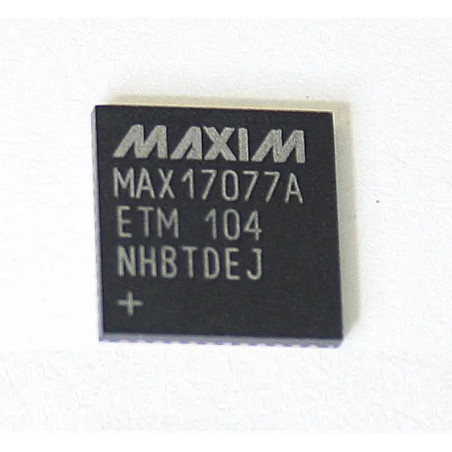 MAXIM
MAX17077A
ETM 104
NHBTDEJ
+